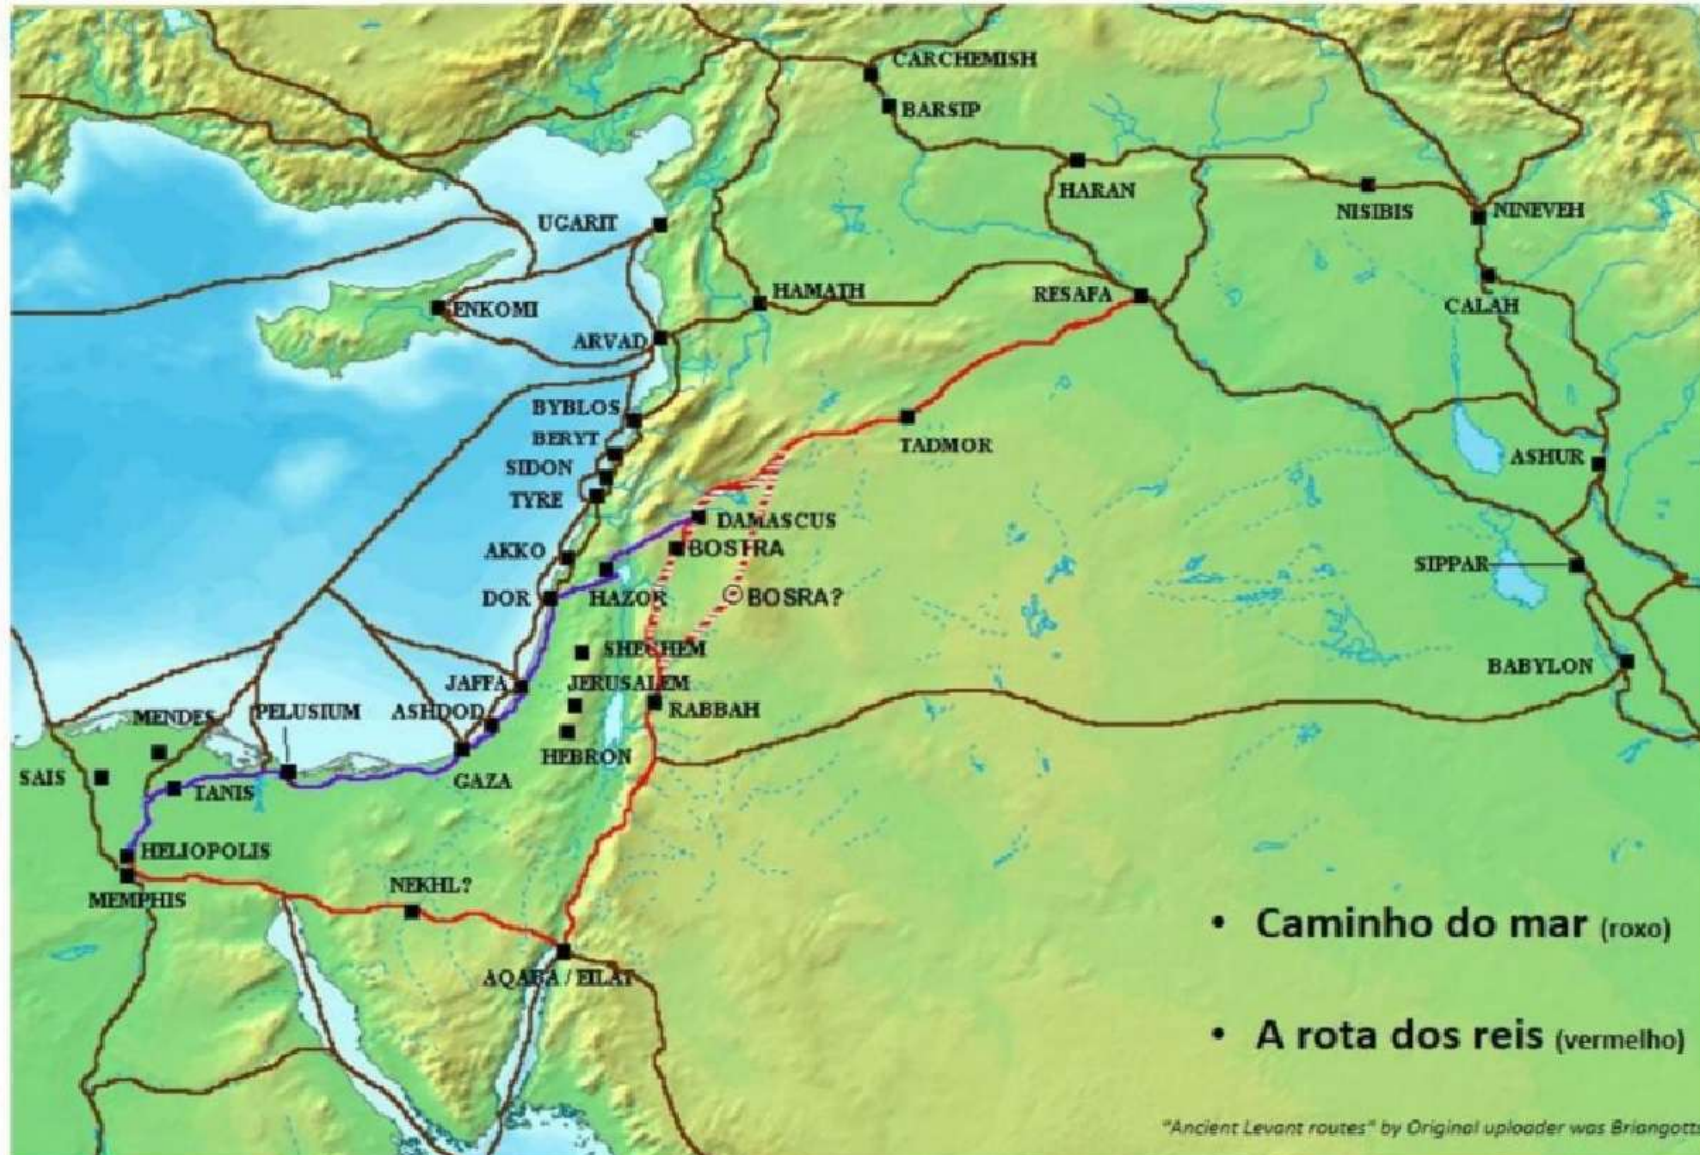 CARCHEMISH
BARSIP
HARAN
NISIBIS
NINEVEH
UGARIT
CALAH
HAMATH
RESAFA
ENKOMI
ARVAD
BYBLOS
BERYT
TADMOR
ASHUR
SIDON
TYRE
DAMASCUS
BOSTRA
AKKO
SIPPAR
DOR
HAZOR
BOSRA?
SHECHEM
BABYLON
JAFFA
JERUSALEM
MENDES
PELUSIUM
ASHDOD
RABBAH
HEBRON
SAIS
TANIS
GAZA
HELIOPOLIS
NEKHL?
MEMPHIS
AQABA / EILAT
• Caminho do mar (roxo)
• A rota dos reis (vermelho)
"Ancient Levant routes" by Original uploader was Briangotts